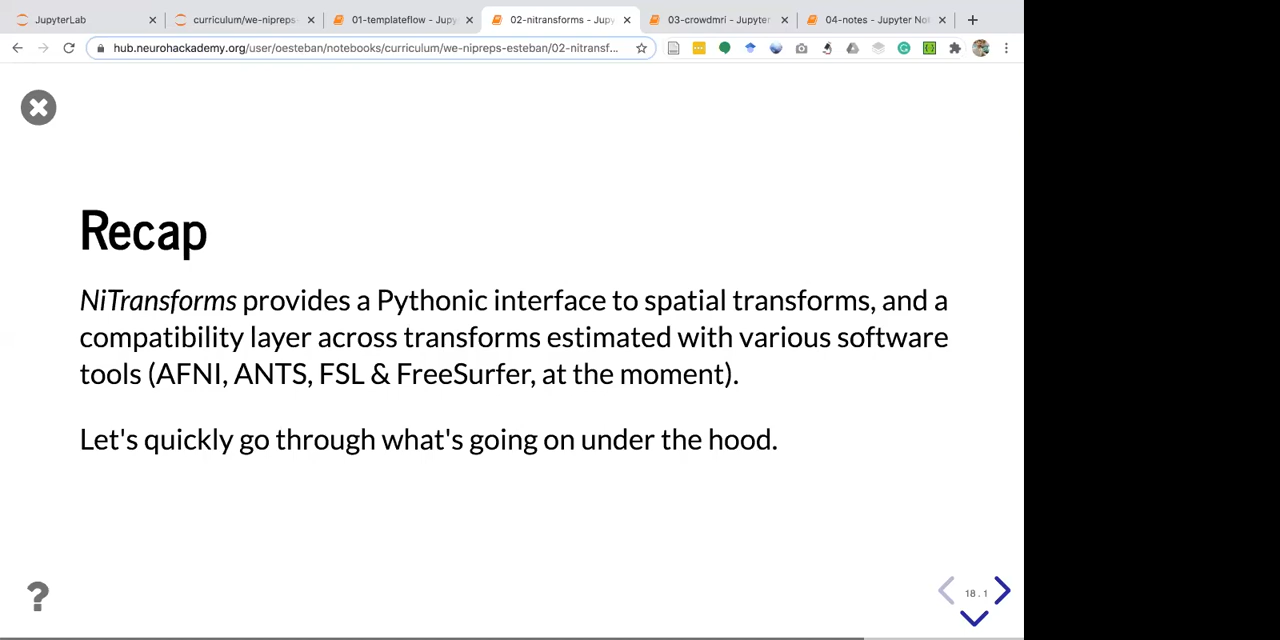 JupyterLab
curriculum/we-nipreps-
01-templateflow - Jupy
02-nitransforms - Jupy
03-crowdmri - Jupyter
04-notes - Jupyter Not
hub.neurohackademy.org/user/oesteban/notebooks/curriculum/we-nipreps-esteban/02-nitransf...
Recap
NiTransforms provides a Pythonic interface to spatial transforms, and a
compatibility layer across transforms estimated with various software
tools (AFNI, ANTS, FSL & FreeSurfer, at the moment).
Let's quickly go through what's going on under the hood.
?
18.1